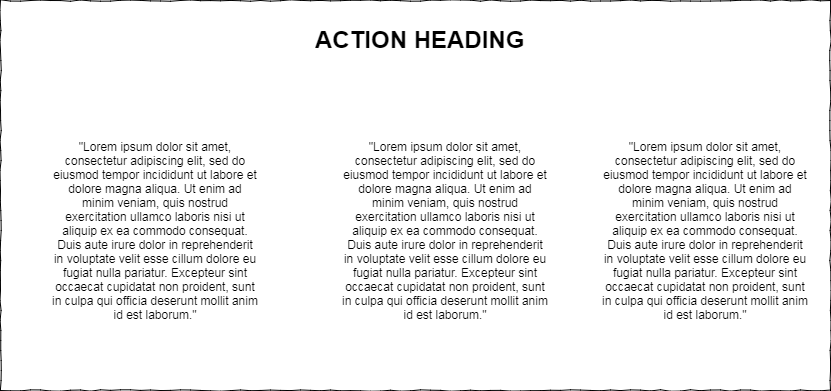 ACTION HEADING
"Lorem ipsum dolor sit amet,
consectetur adipiscing elit, sed do
eiusmod tempor incididunt ut labore et
dolore magna aliqua. Ut enim ad
minim veniam, quis nostrud
exercitation ullamco laboris nisi ut
aliquip ex ea commodo consequat.
Duis aute irure dolor in reprehenderit
in voluptate velit esse cillum dolore eu
fugiat nulla pariatur. Excepteur sint
occaecat cupidatat non proident, sunt
in culpa qui officia deserunt mollit anim
id est laborum."
"Lorem ipsum dolor sit amet,
consectetur adipiscing elit, sed do
eiusmod tempor incididunt ut labore et
dolore magna aliqua. Ut enim ad
minim veniam, quis nostrud
exercitation ullamco laboris nisi ut
aliquip ex ea commodo consequat.
Duis aute irure dolor in reprehenderit
in voluptate velit esse cillum dolore eu
fugiat nulla pariatur. Excepteur sint
occaecat cupidatat non proident, sunt
in culpa qui officia deserunt mollit anim
id est laborum."
"Lorem ipsum dolor sit amet,
consectetur adipiscing elit, sed do
eiusmod tempor incididunt ut labore et
dolore magna aliqua. Ut enim ad
minim veniam, quis nostrud
exercitation ullamco laboris nisi ut
aliquip ex ea commodo consequat.
Duis aute irure dolor in reprehenderit
in voluptate velit esse cillum dolore eu
fugiat nulla pariatur. Excepteur sint
occaecat cupidatat non proident, sunt
in culpa qui officia deserunt mollit anim
id est laborum."